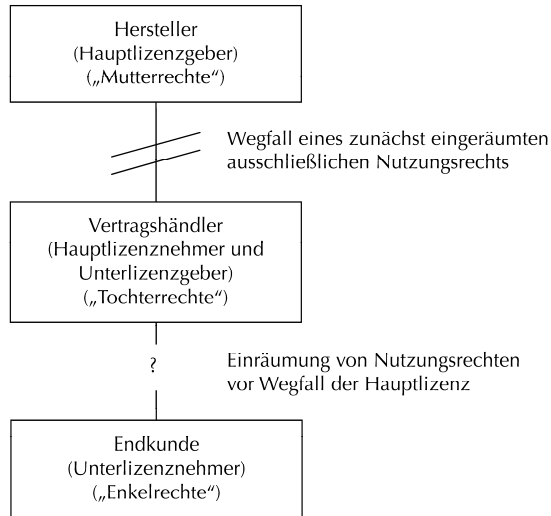 Hersteller
(Hauptlizenzgeber)
(„Mutterrechte“)
Wegfall eines zunächst eingeräumten
ausschließlichen Nutzungsrechts
Vertragshändler
(Hauptlizenznehmer und
Unterlizenzgeber)
(„Tochterrechte“)
?
Einräumung von Nutzungsrechten
vor Wegfall der Hauptlizenz
Endkunde
(Unterlizenznehmer)
(„Enkelrechte“)